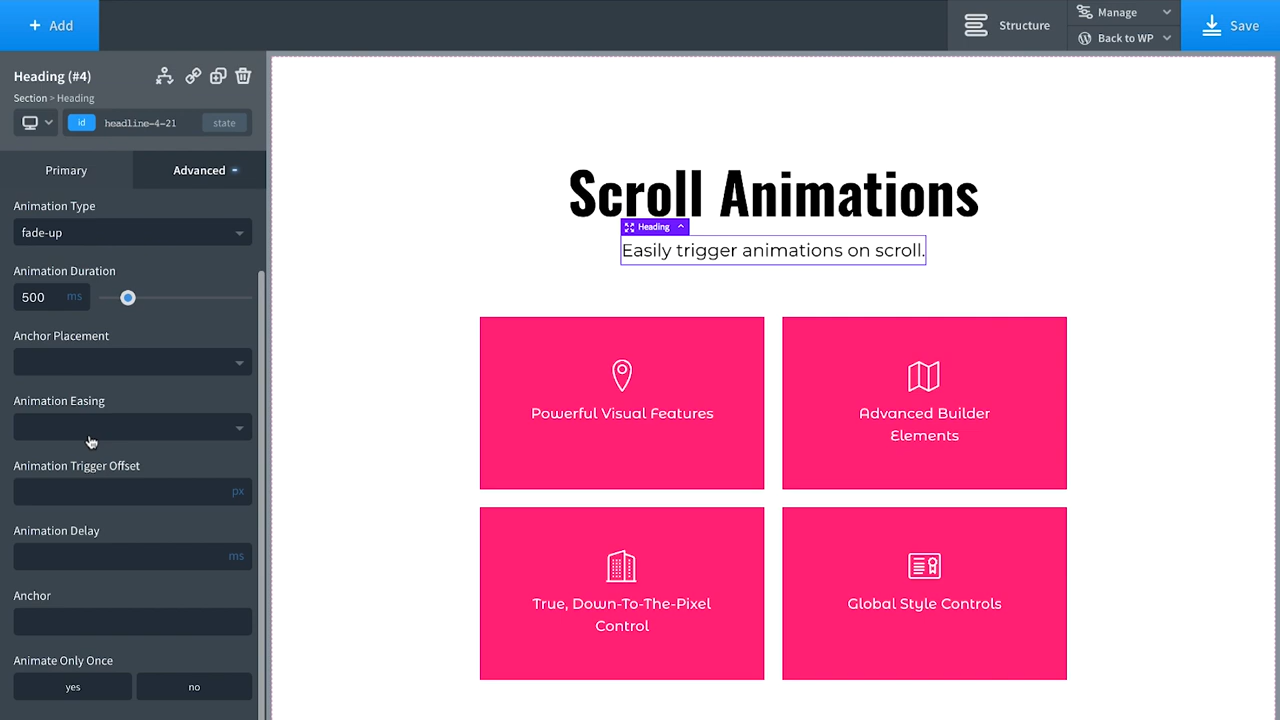 + Add
Structure
Manage
Back to WP
Save
Heading (#4)
Section > Heading
id headline-4-21 state
Primary
Advanced
Animation Type
fade-up
Animation Duration
500 ms
Anchor Placement
Animation Easing
Animation Trigger Offset
px
Animation Delay
ms
Anchor
Animate Only Once
yes
no
Scroll Animations
Heading
Easily trigger animations on scroll.
Powerful Visual Features
Advanced Builder
Elements
True, Down-To-The-Pixel
Control
Global Style Controls